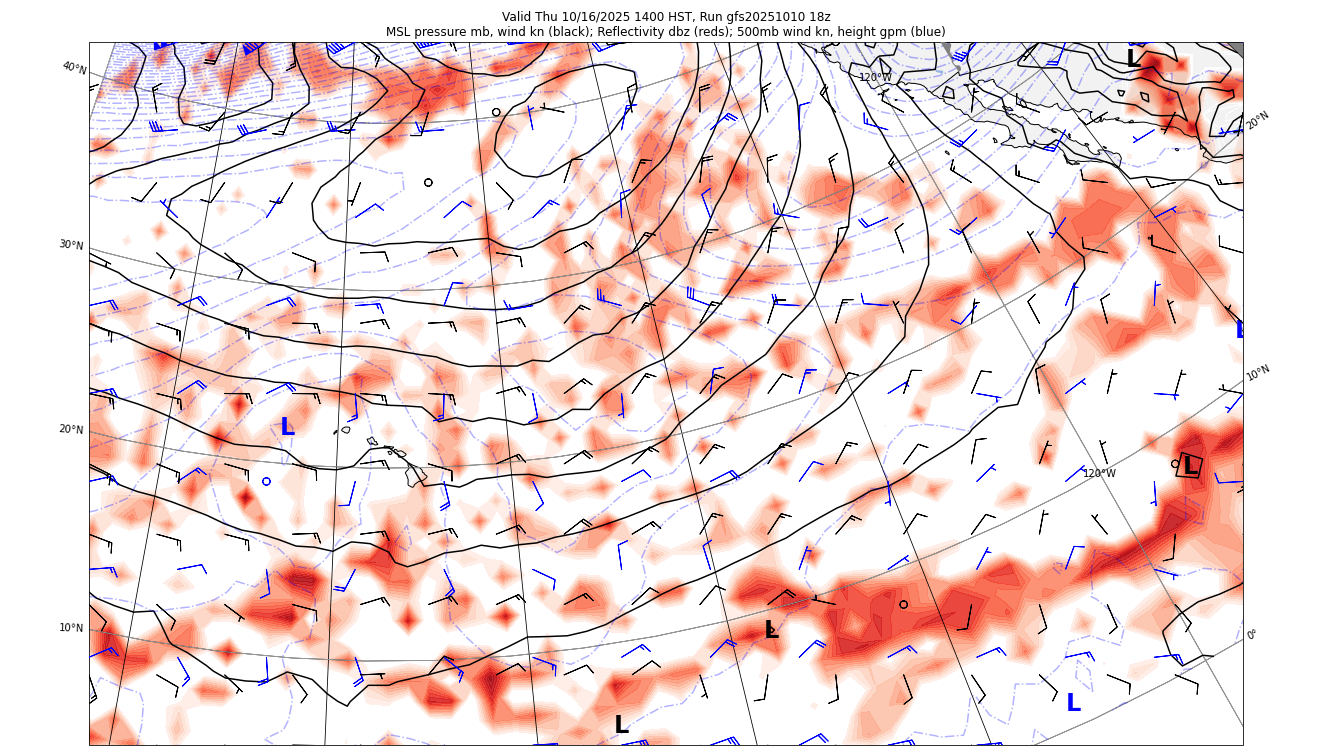 Valid Thu 10/16/2025 1400 HST, Run gfs20251010 18z
MSL pressure mb, wind kn (black); Reflectivity dbz (reds); 500mb wind kn, height gpm (blue)
L
40°N
120°W
20°N
30°N
L
10°N
20°N
L
120°W
L
10°N
L
0°
L
L